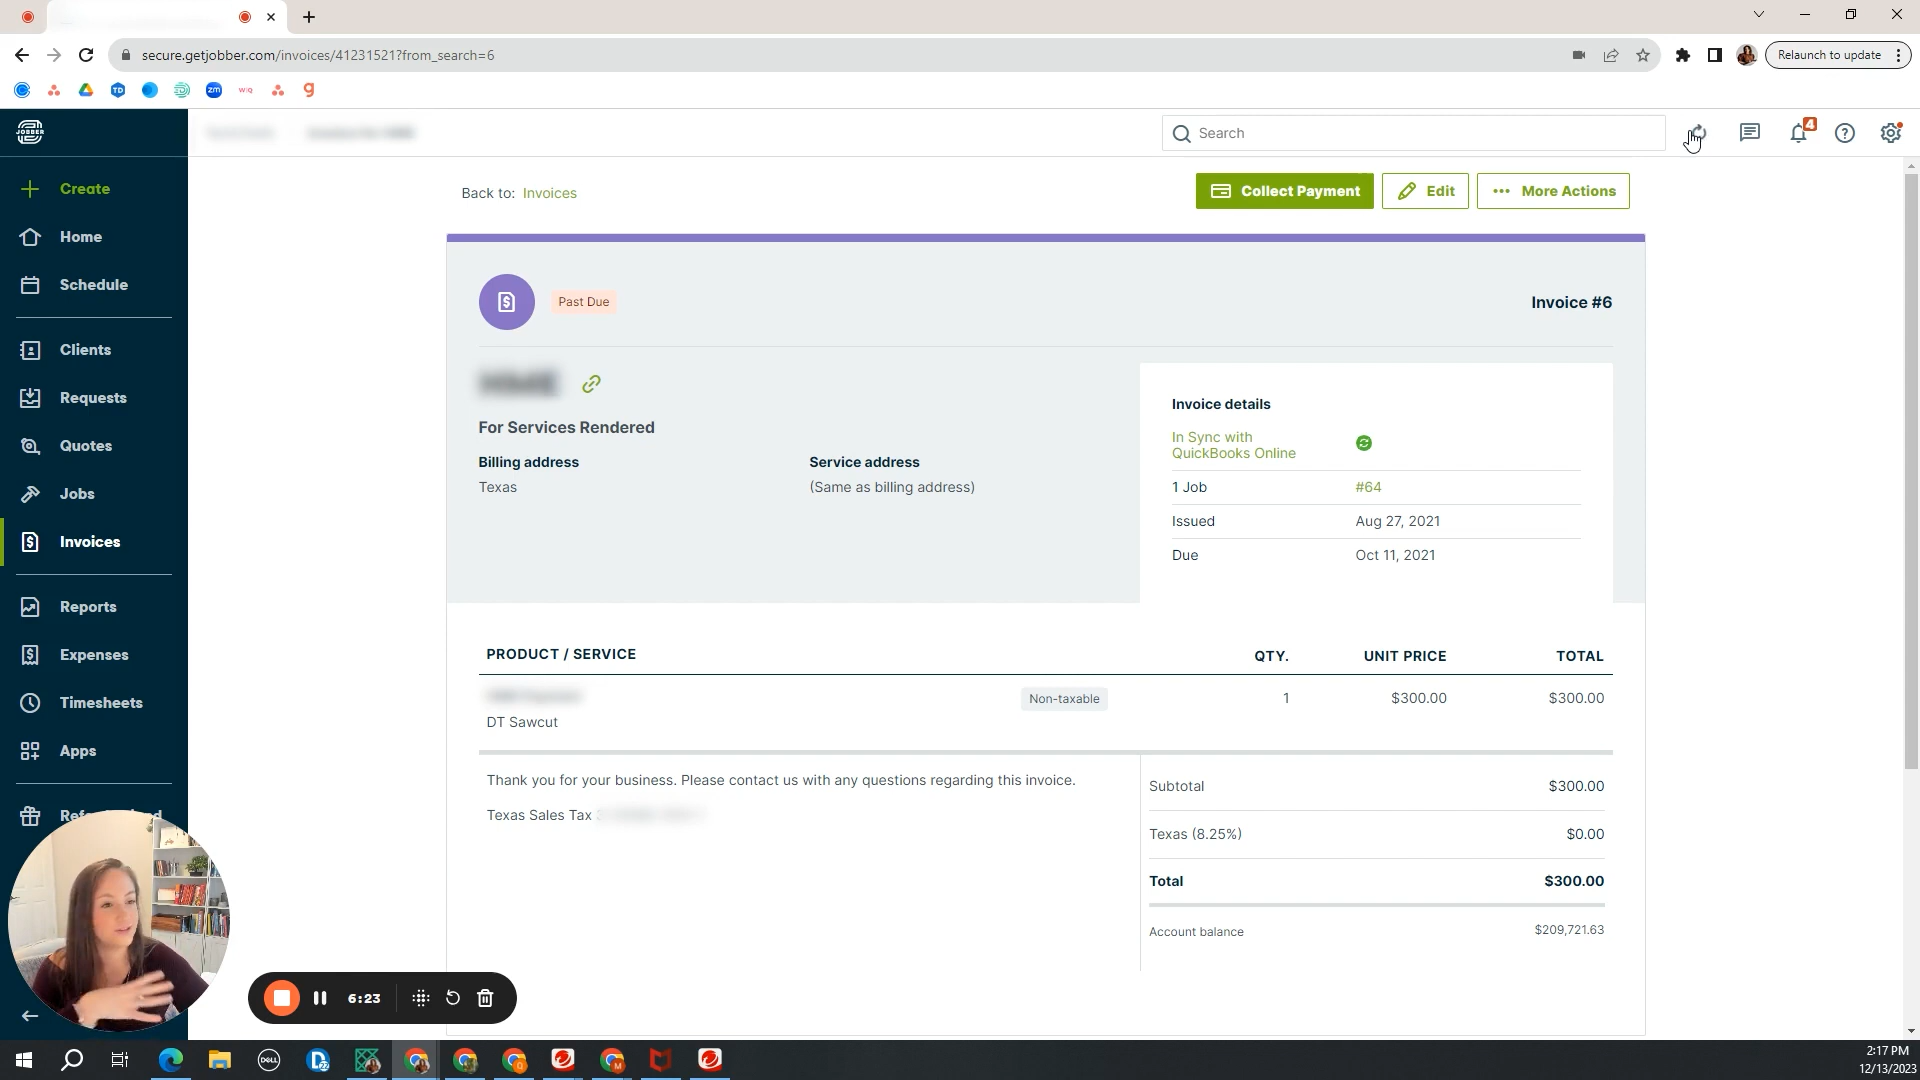 secure.getjobber.com/invoices/41231521?from_search=6
Relaunch to update
TD
zm
JOBBER
Search
4
Create
Home
Schedule
Clients
Requests
Quotes
Jobs
Invoices
Reports
Expenses
Timesheets
Apps
Back to: Invoices
Collect Payment
Edit
More Actions
Past Due
Invoice #6
For Services Rendered
Billing address
Texas
Service address
(Same as billing address)
Invoice details
In Sync with
QuickBooks Online
1 Job #64
Issued Aug 27, 2021
Due Oct 11, 2021
PRODUCT / SERVICE QTY. UNIT PRICE TOTAL
Non-taxable 1 $300.00 $300.00
DT Sawcut
Thank you for your business. Please contact us with any questions regarding this invoice.
Texas Sales Tax
Subtotal $300.00
Texas (8.25%) $0.00
Total $300.00
Account balance $209,721.63
6:23
DELL
2:17 PM
12/13/2023